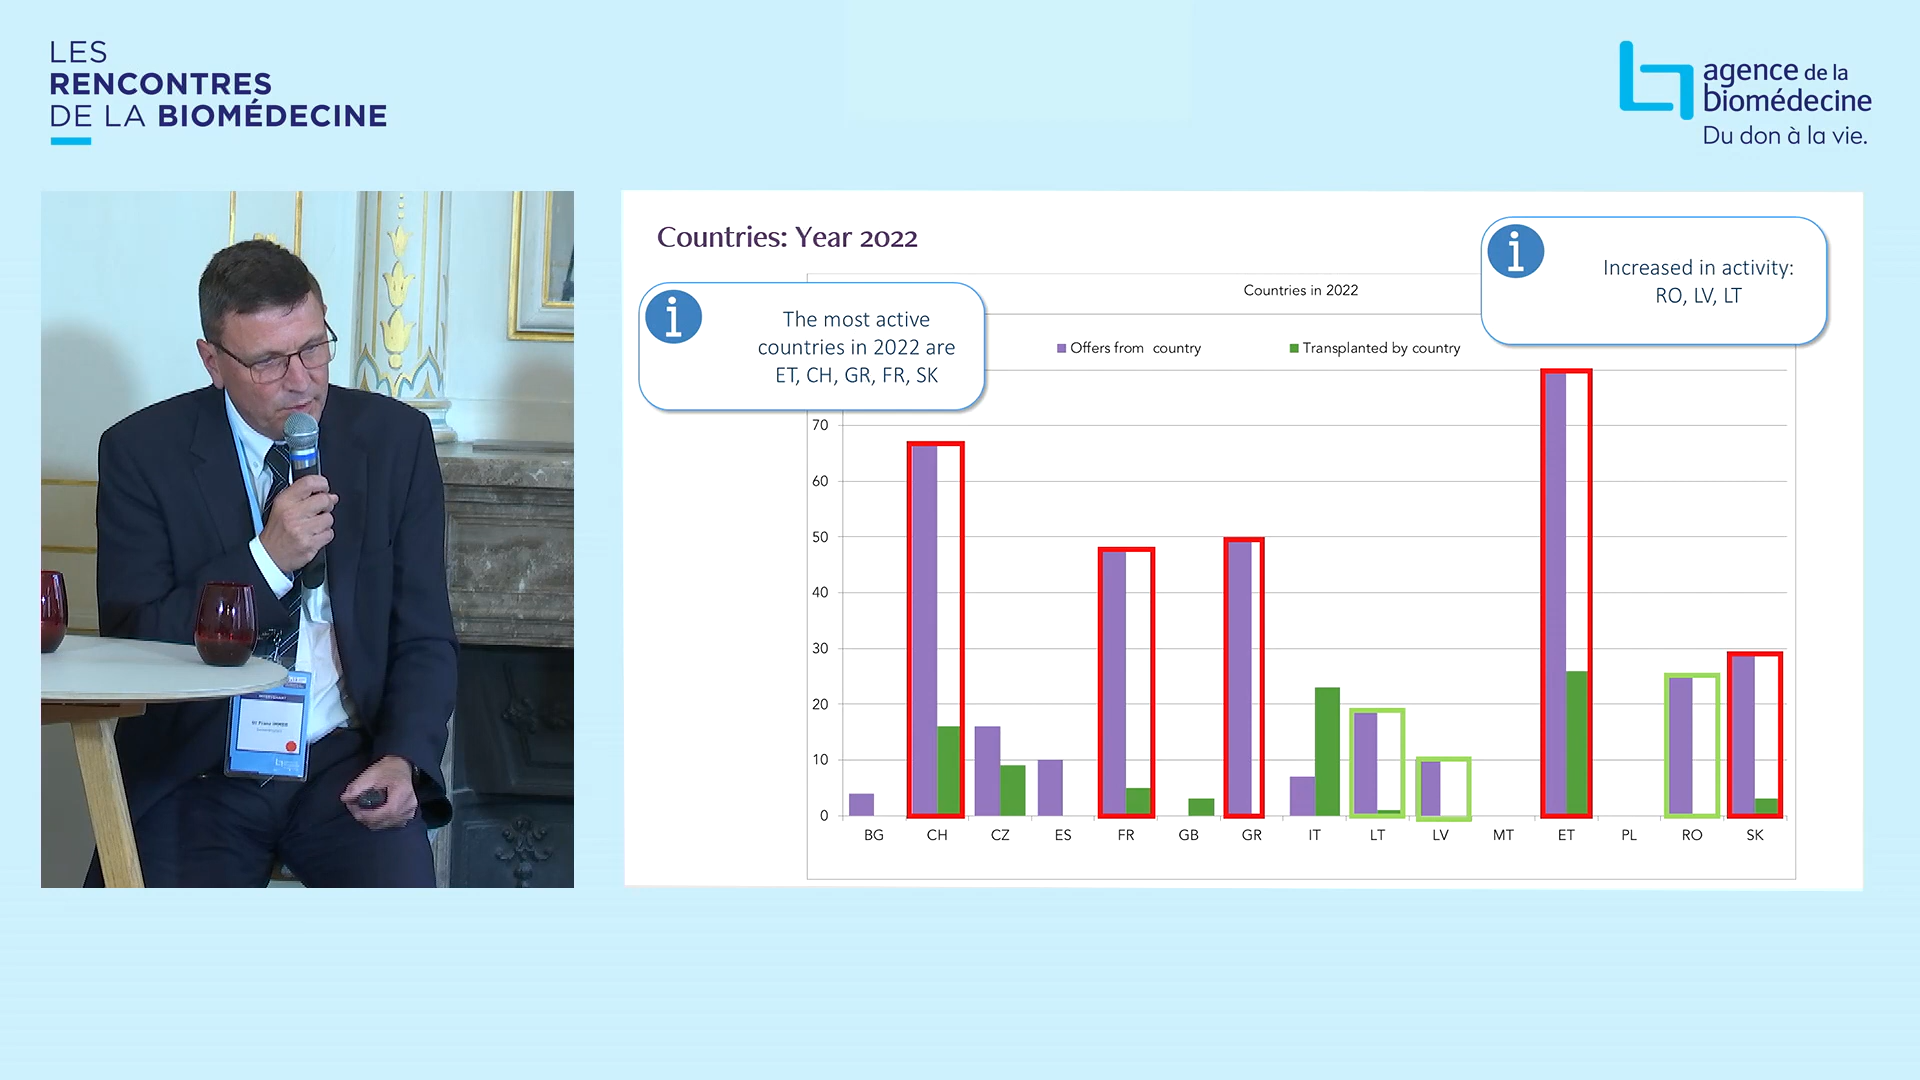 LES
RENCONTRES
DE LA BIOMÉDECINE
agence de la
biomédecine
Du don à la vie.
Countries: Year 2022
Increased in activity:
RO, LV, LT
The most active
countries in 2022 are
ET, CH, GR, FR, SK
Countries in 2022
Offers from country
Transplanted by country
70
60
50
40
30
20
10
0
BG CH CZ ES FR GB GR IT LT LV MT ET PL RO SK
Dr Franz IMMER